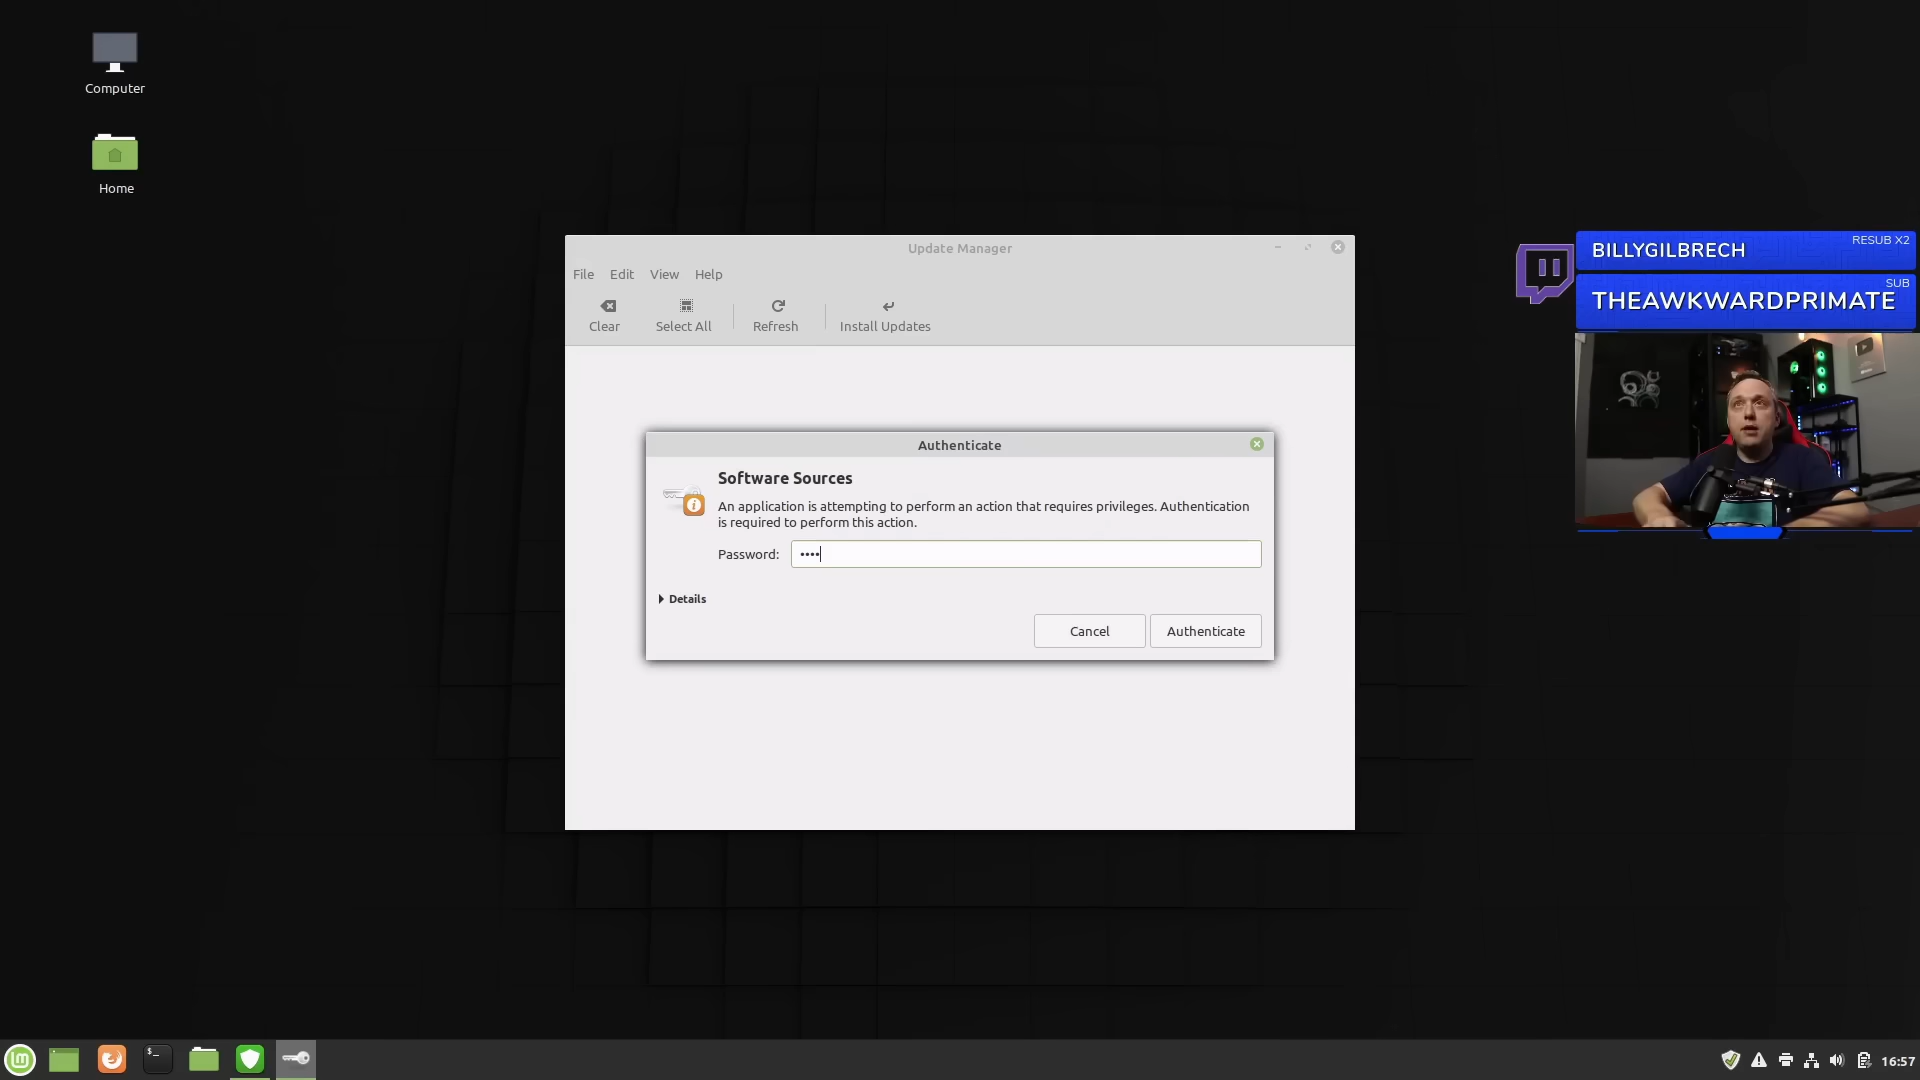 Computer
Home
Update Manager
File Edit View Help
Clear Select All Refresh Install Updates
Authenticate
Software Sources
An application is attempting to perform an action that requires privileges. Authentication
is required to perform this action.
Password: ••••
Details
Cancel Authenticate
RESUB X2
BILLYGILBRECH
SUB
THEAWKWARDPRIMATE
16:57